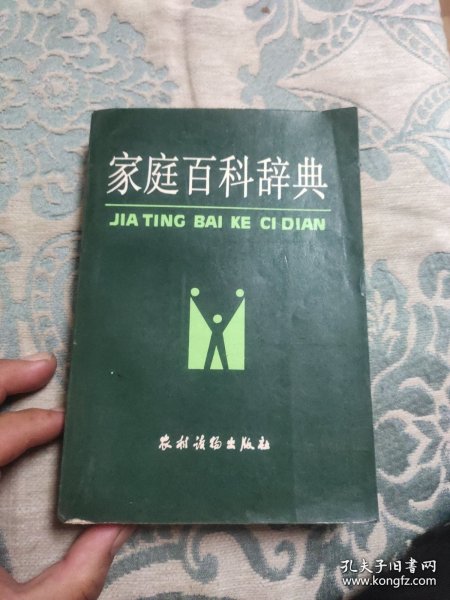 家庭百科辞典
JIA TING BAI KE CI DIAN
农村读物出版社
孔夫子旧书网
www.kongfz.com